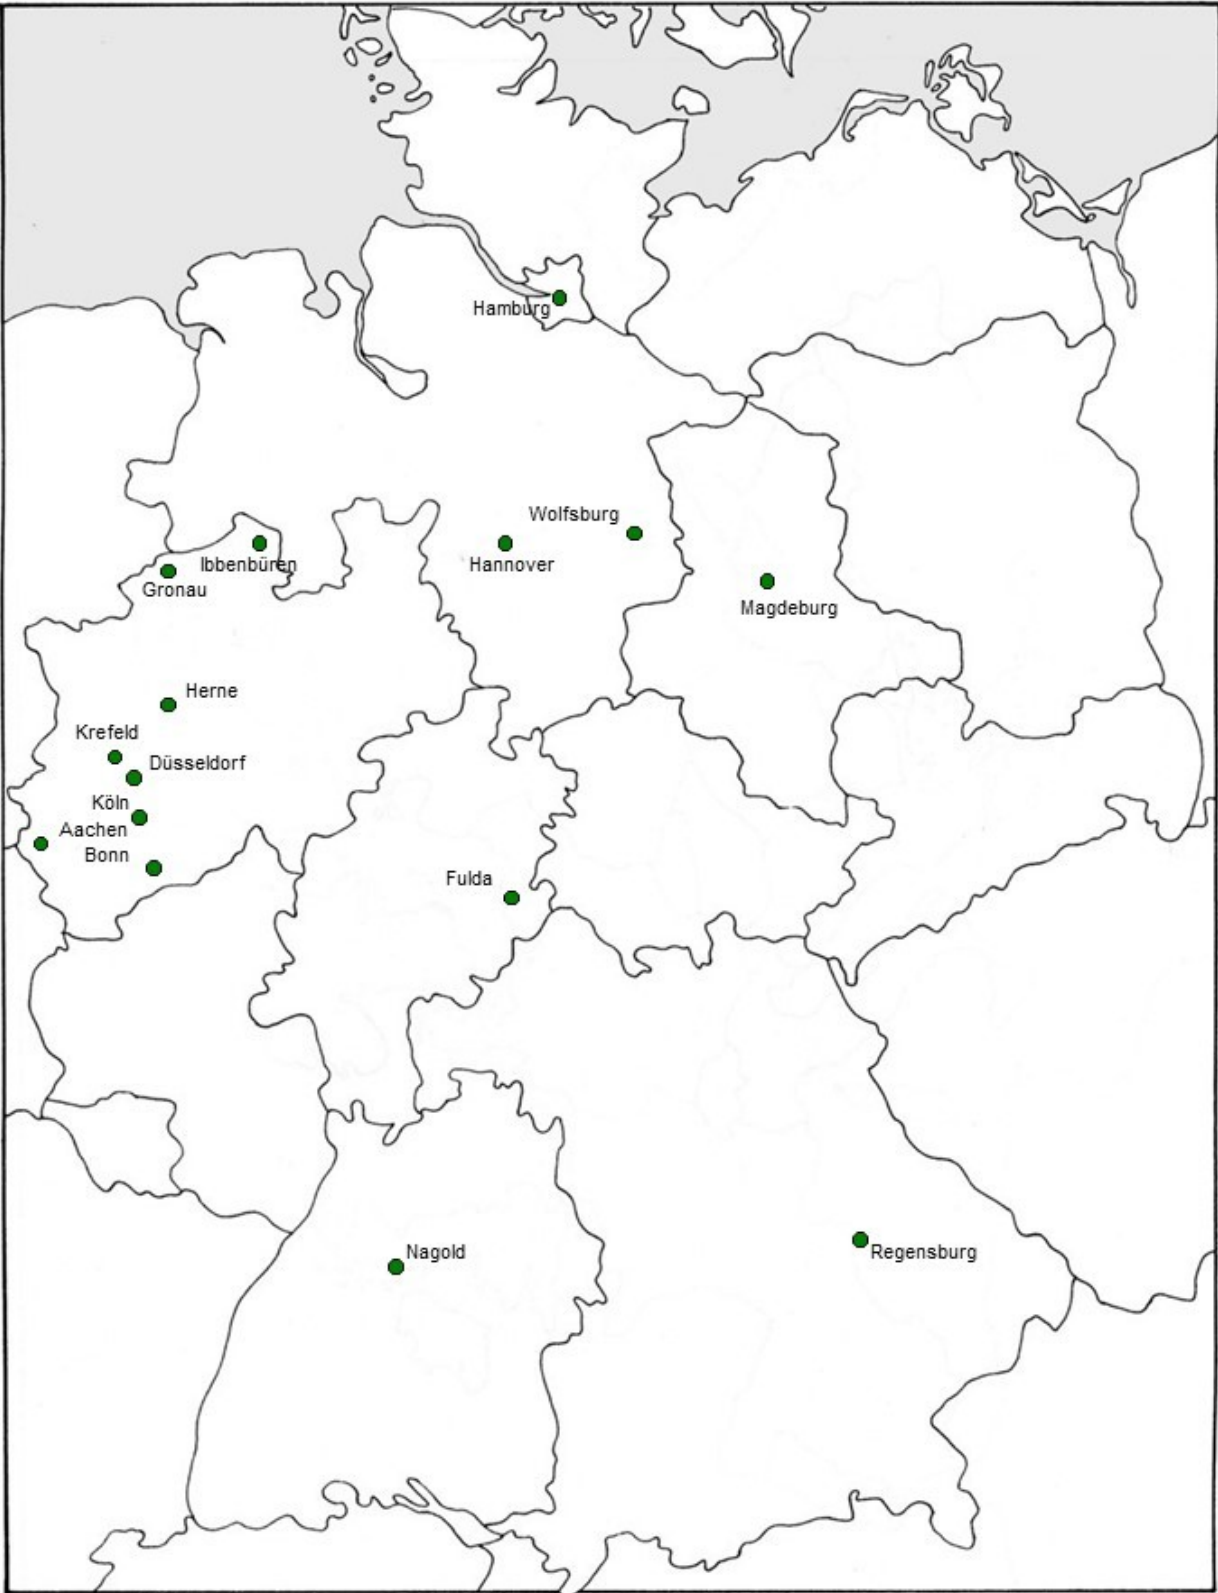 Hamburg
Wolfsburg
Hannover
Ibbenbüren
Gronau
Magdeburg
Herne
Krefeld
Düsseldorf
Köln
Aachen
Bonn
Fulda
Regensburg
Nagold